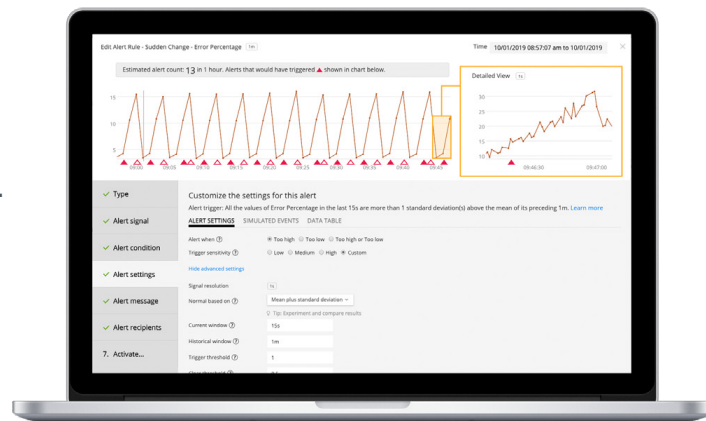 Edit Alert Rule - Sudden Change - Error Percentage 1m
Time 10/01/2019 08:57:07 am to 10/01/2019 ×
Estimated alert count: 13 in 1 hour. Alerts that would have triggered ▲ shown in chart below.
15
10
5
09:00 09:05 09:10 09:15 09:20 09:25 09:30 09:35 09:40 09:45
Detailed View 1s
30
25
20
15
10
09:46:30 09:47:00
Type
Alert signal
Alert condition
Alert settings
Alert message
Alert recipients
7. Activate...
Customize the settings for this alert
Alert trigger: All the values of Error Percentage in the last 15s are more than 1 standard deviation(s) above the mean of its preceding 1m. Learn more
ALERT SETTINGS SIMULATED EVENTS DATA TABLE
Alert when ? Too high Too low Too high or Too low
Trigger sensitivity ? Low Medium High Custom
Hide advanced settings
Signal resolution 1s
Normal based on ? Mean plus standard deviation
Tip: Experiment and compare results
Current window ? 15s
Historical window ? 1m
Trigger threshold ? 1